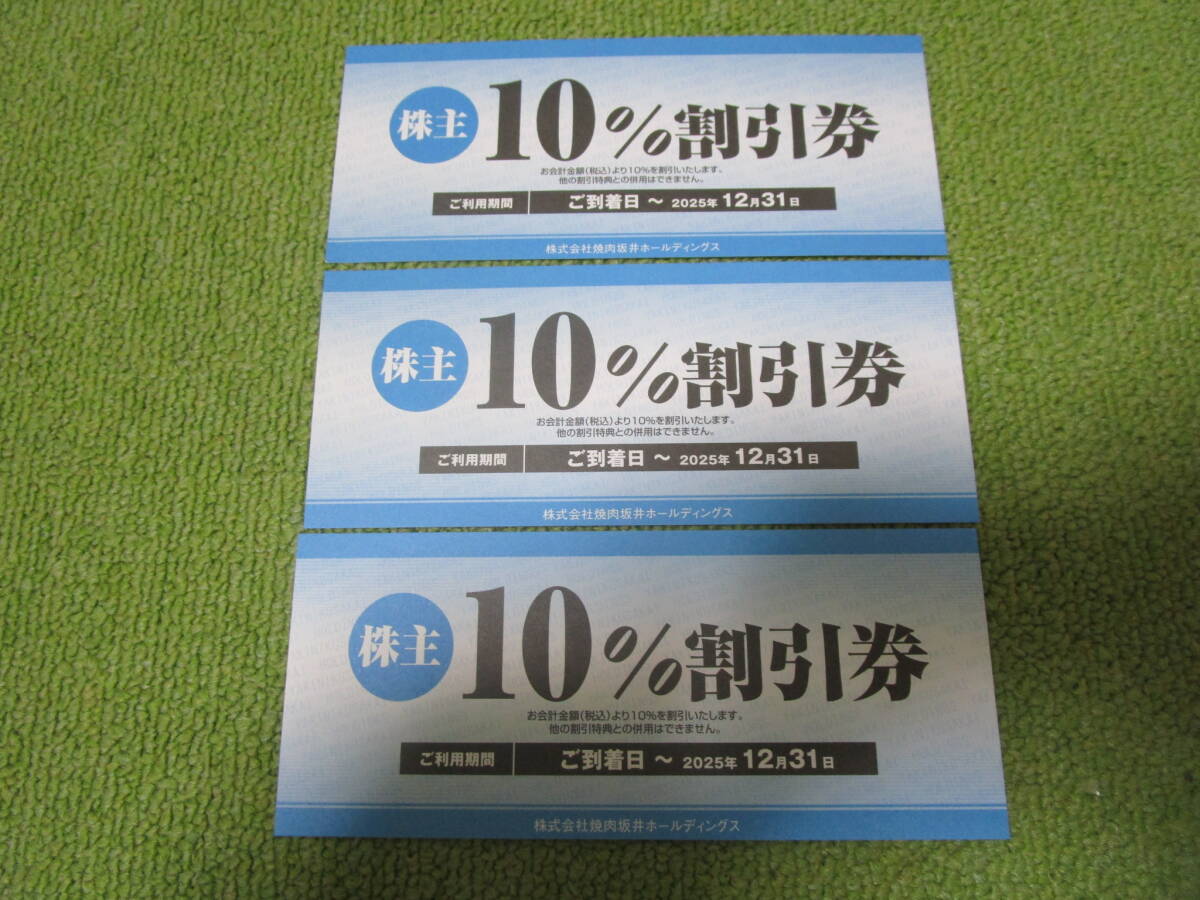 株主 10%割引券
お会計金額(税込)より10%を割引いたします。
他の割引特典との併用はできません。
ご利用期間 ご到着日 ～ 2025年 12月31日
株式会社焼肉坂井ホールディングス
株主 10%割引券
お会計金額(税込)より10%を割引いたします。
他の割引特典との併用はできません。
ご利用期間 ご到着日 ～ 2025年 12月31日
株式会社焼肉坂井ホールディングス
株主 10%割引券
お会計金額(税込)より10%を割引いたします。
他の割引特典との併用はできません。
ご利用期間 ご到着日 ～ 2025年 12月31日
株式会社焼肉坂井ホールディングス